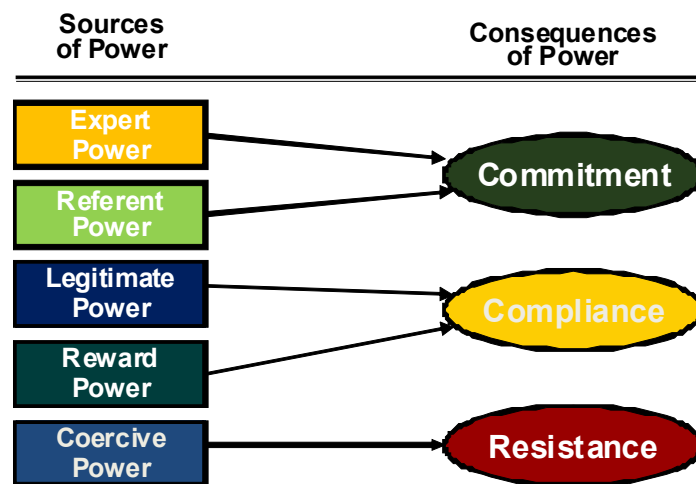 Sources
of Power
Consequences
of Power
Expert
Power
Referent
Power
Legitimate
Power
Reward
Power
Coercive
Power
Commitment
Compliance
Resistance